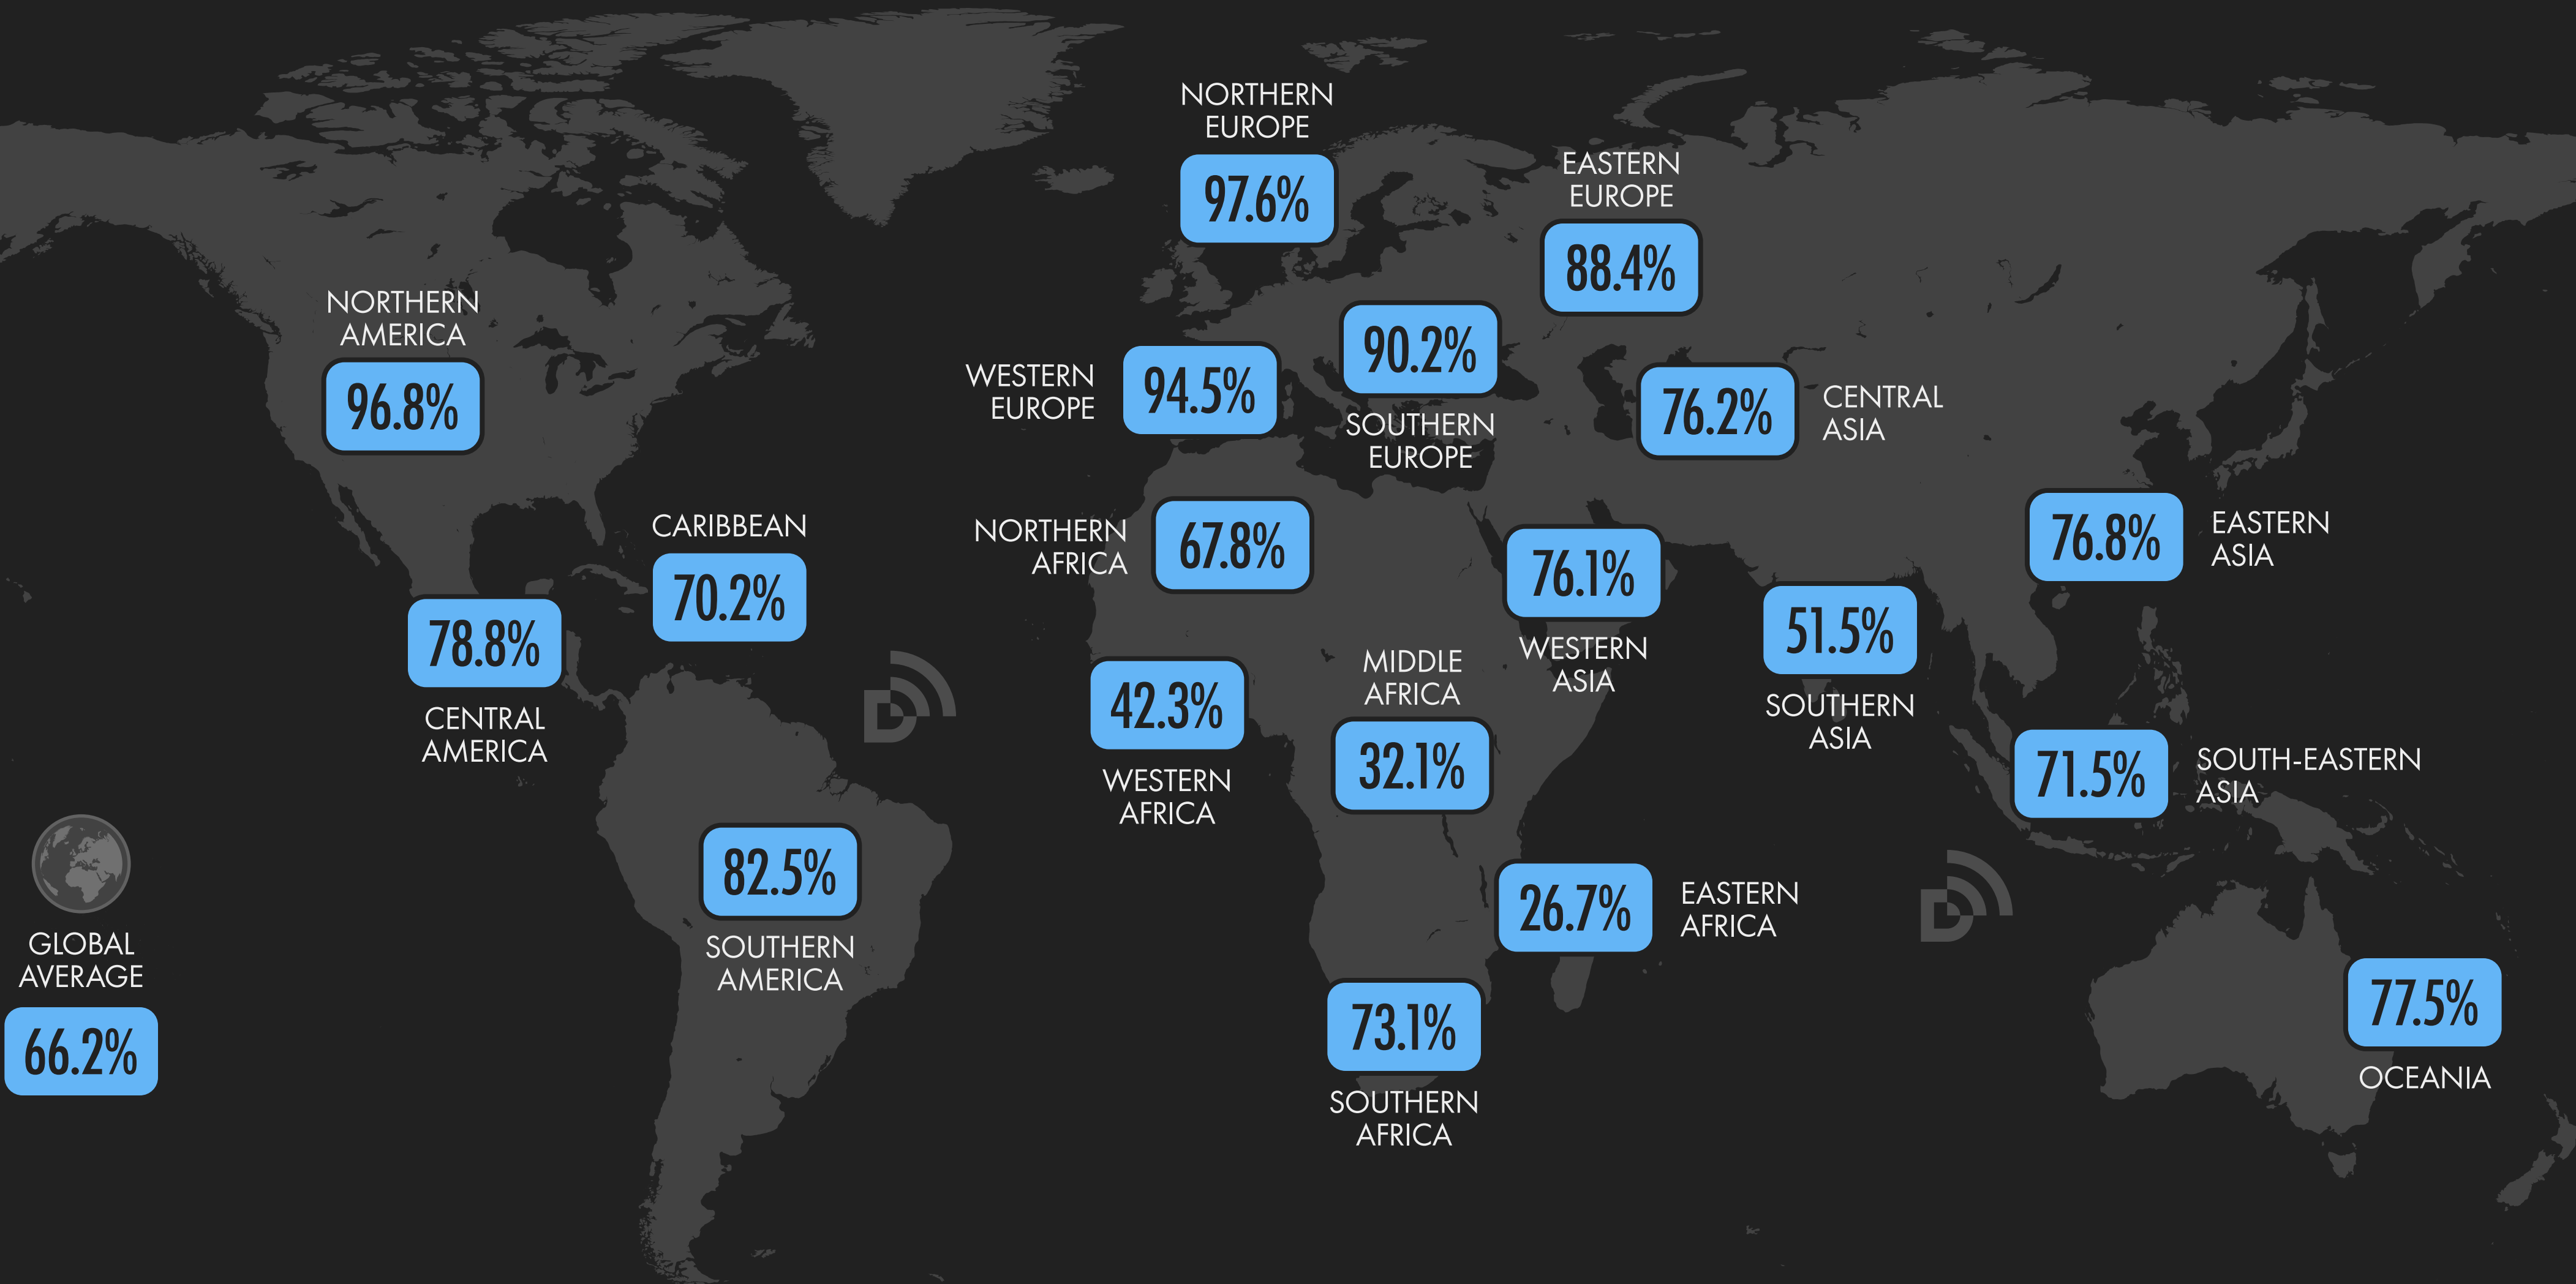 NORTHERN
EUROPE
97.6%
EASTERN
EUROPE
88.4%
NORTHERN
AMERICA
96.8%
WESTERN
EUROPE
94.5%
90.2%
SOUTHERN
EUROPE
76.2%
CENTRAL
ASIA
CARIBBEAN
70.2%
NORTHERN
AFRICA
67.8%
76.1%
WESTERN
ASIA
76.8%
EASTERN
ASIA
78.8%
CENTRAL
AMERICA
51.5%
SOUTHERN
ASIA
42.3%
WESTERN
AFRICA
MIDDLE
AFRICA
32.1%
71.5%
SOUTH-EASTERN
ASIA
82.5%
SOUTHERN
AMERICA
26.7%
EASTERN
AFRICA
GLOBAL
AVERAGE
66.2%
73.1%
SOUTHERN
AFRICA
77.5%
OCEANIA